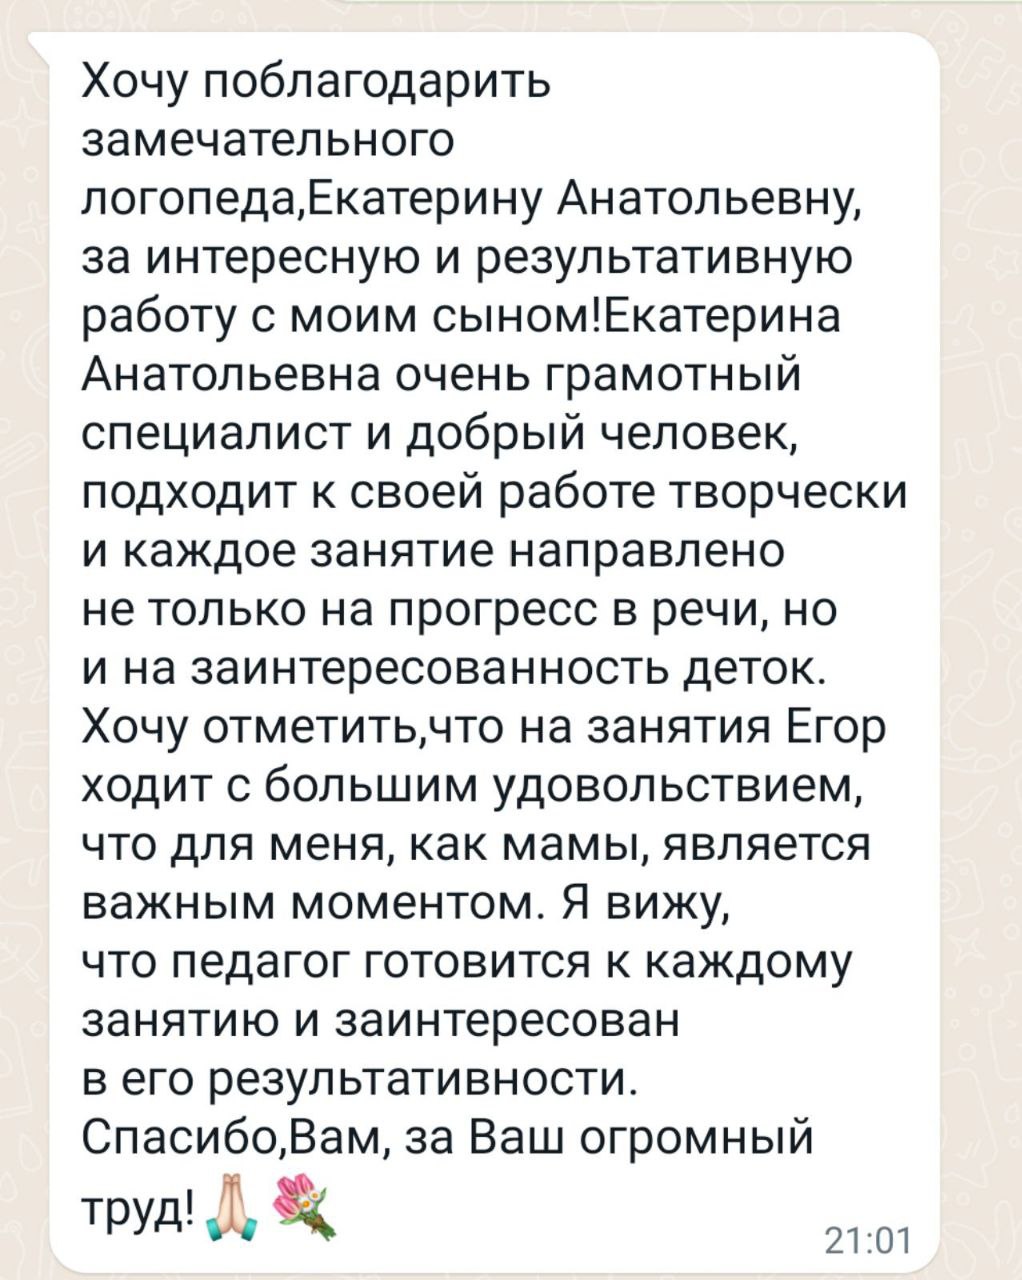 Хочу поблагодарить
замечательного
логопеда,Екатерину Анатольевну,
за интересную и результативную
работу с моим сыном!Екатерина
Анатольевна очень грамотный
специалист и добрый человек,
подходит к своей работе творчески
и каждое занятие направлено
не только на прогресс в речи, но
и на заинтересованность деток.
Хочу отметить,что на занятия Егор
ходит с большим удовольствием,
что для меня, как мамы, является
важным моментом. Я вижу,
что педагог готовится к каждому
занятию и заинтересован
в его результативности.
Спасибо,Вам, за Ваш огромный
труд!🙏🏻💐
21:01